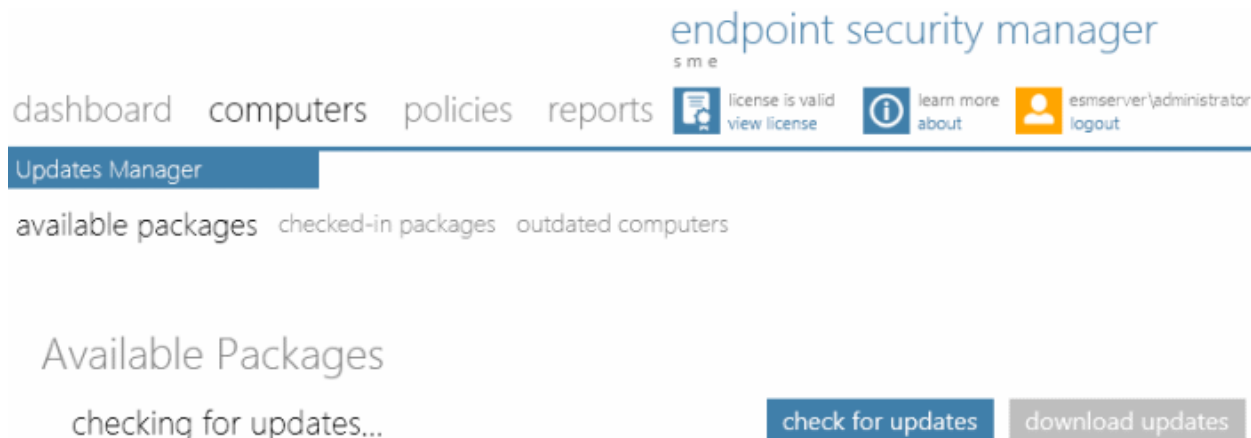 endpoint security manager
sme
dashboard computers policies reports
license is valid
view license
learn more
about
esmserver\administrator
logout
Updates Manager
available packages checked-in packages outdated computers
Available Packages
checking for updates...
check for updates
download updates